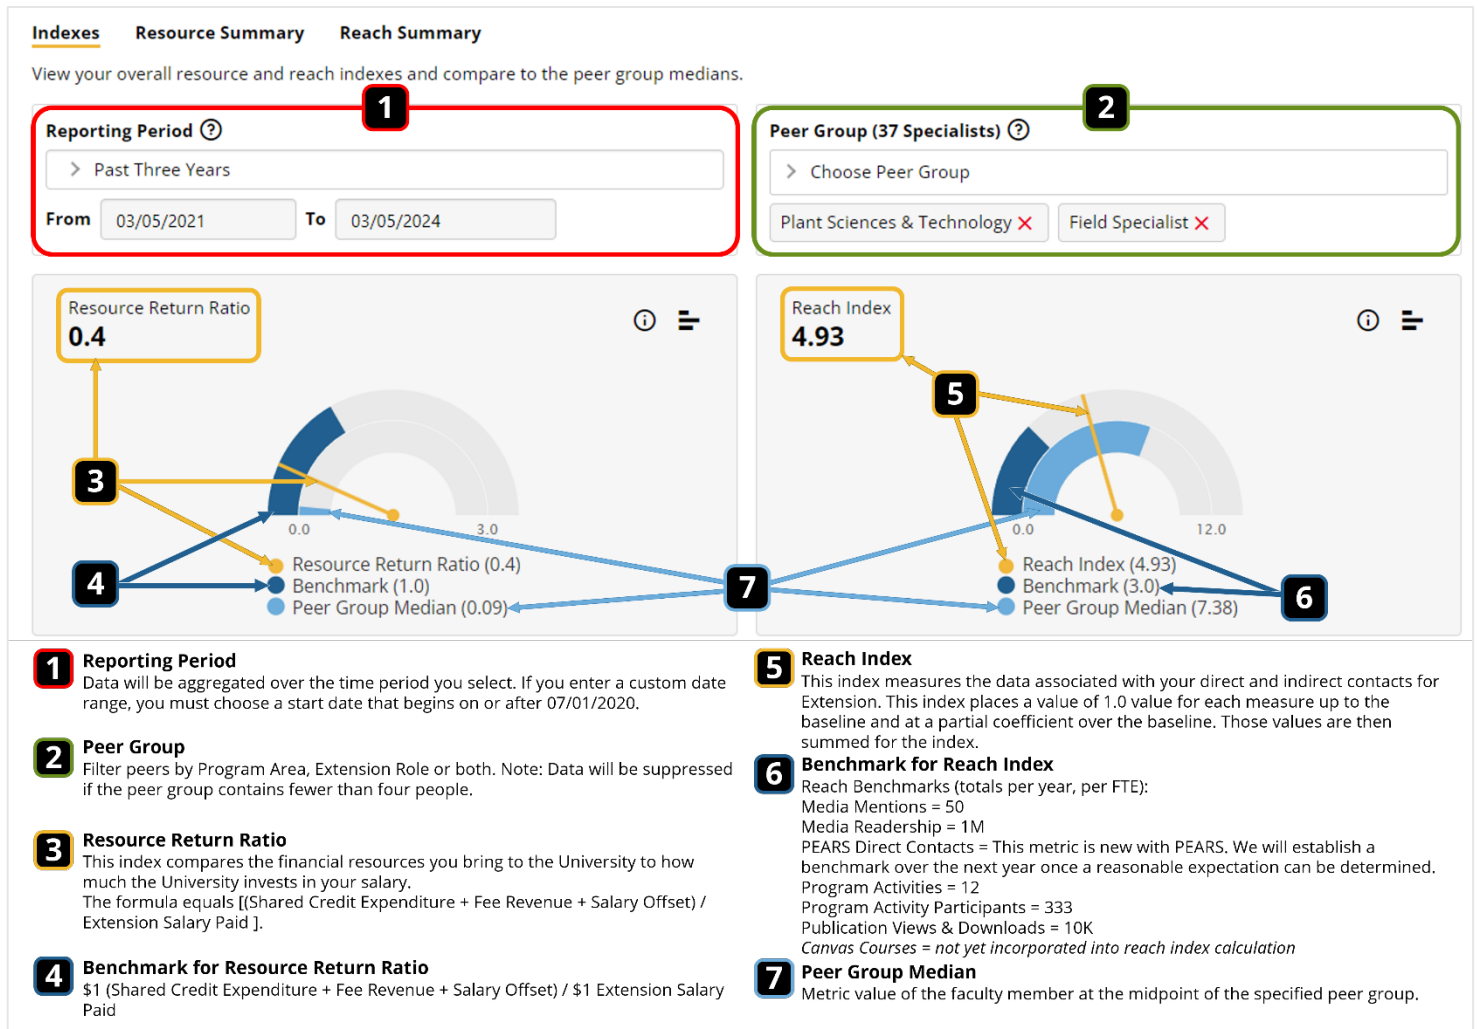 Indexes Resource Summary Reach Summary
View your overall resource and reach indexes and compare to the peer group medians.
1
Reporting Period ?
Past Three Years
From 03/05/2021 To 03/05/2024
2
Peer Group (37 Specialists) ?
Choose Peer Group
Plant Sciences & Technology ✕ Field Specialist ✕
Resource Return Ratio
0.4
3
4
0.0 3.0
Resource Return Ratio (0.4)
Benchmark (1.0)
Peer Group Median (0.09)
7
Reach Index
4.93
5
0.0 12.0
Reach Index (4.93)
Benchmark (3.0)
Peer Group Median (7.38)
6
1 Reporting Period
Data will be aggregated over the time period you select. If you enter a custom date
range, you must choose a start date that begins on or after 07/01/2020.
2 Peer Group
Filter peers by Program Area, Extension Role or both. Note: Data will be suppressed
if the peer group contains fewer than four people.
3 Resource Return Ratio
This index compares the financial resources you bring to the University to how
much the University invests in your salary.
The formula equals [(Shared Credit Expenditure + Fee Revenue + Salary Offset) /
Extension Salary Paid ].
4 Benchmark for Resource Return Ratio
$1 (Shared Credit Expenditure + Fee Revenue + Salary Offset) / $1 Extension Salary
Paid
5 Reach Index
This index measures the data associated with your direct and indirect contacts for
Extension. This index places a value of 1.0 value for each measure up to the
baseline and at a partial coefficient over the baseline. Those values are then
summed for the index.
6 Benchmark for Reach Index
Reach Benchmarks (totals per year, per FTE):
Media Mentions = 50
Media Readership = 1M
PEARS Direct Contacts = This metric is new with PEARS. We will establish a
benchmark over the next year once a reasonable expectation can be determined.
Program Activities = 12
Program Activity Participants = 333
Publication Views & Downloads = 10K
Canvas Courses = not yet incorporated into reach index calculation
7 Peer Group Median
Metric value of the faculty member at the midpoint of the specified peer group.